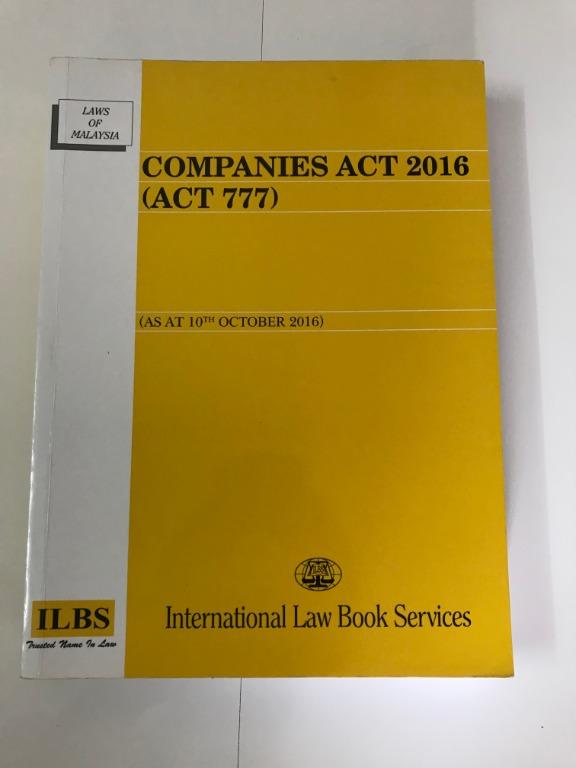 LAWS
OF
MALAYSIA
COMPANIES ACT 2016
(ACT 777)
(AS AT 10TH OCTOBER 2016)
ILBS
International Law Book Services
ILBS
Trusted Name In Law